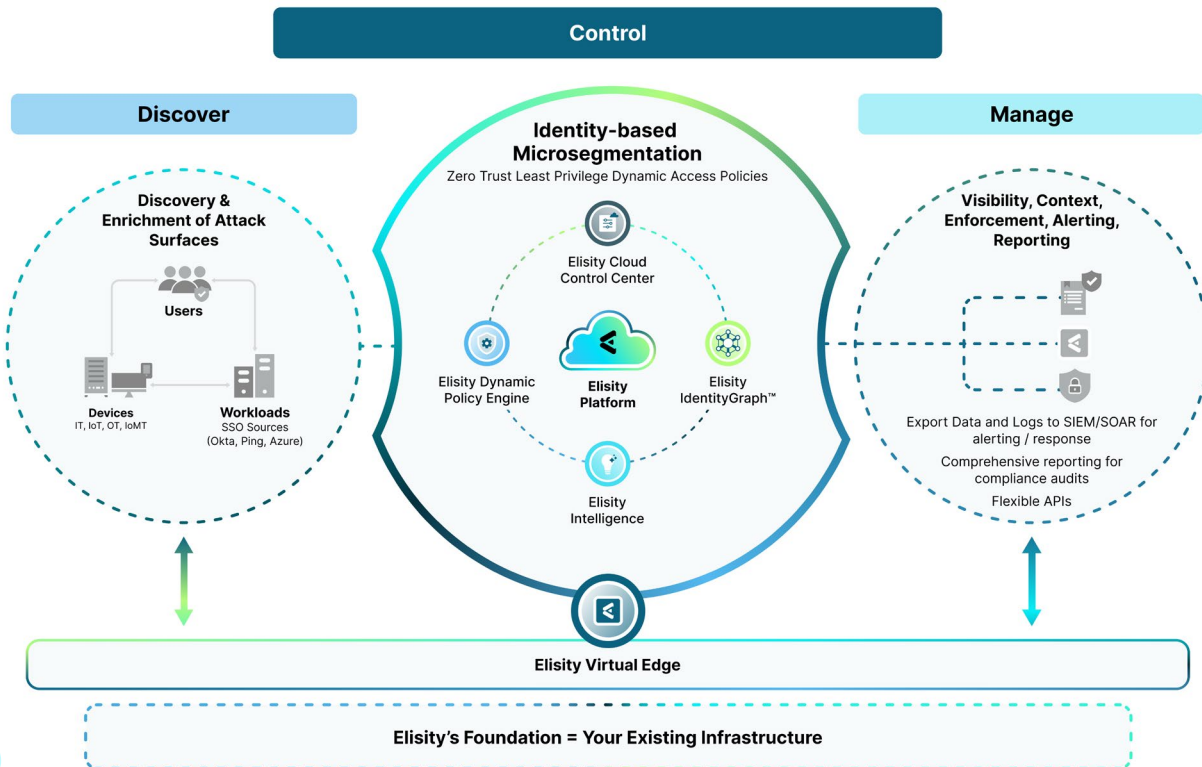 Control
Discover
Discovery &
Enrichment of Attack
Surfaces
Users
Devices
IT, IoT, OT, IoMT
Workloads
SSO Sources
(Okta, Ping, Azure)
Identity-based
Microsegmentation
Zero Trust Least Privilege Dynamic Access Policies
Elisity Cloud
Control Center
Elisity Dynamic
Policy Engine
Elisity
Platform
Elisity
IdentityGraph™
Elisity
Intelligence
Manage
Visibility, Context,
Enforcement, Alerting,
Reporting
Export Data and Logs to SIEM/SOAR for
alerting / response
Comprehensive reporting for
compliance audits
Flexible APIs
Elisity Virtual Edge
Elisity’s Foundation = Your Existing Infrastructure